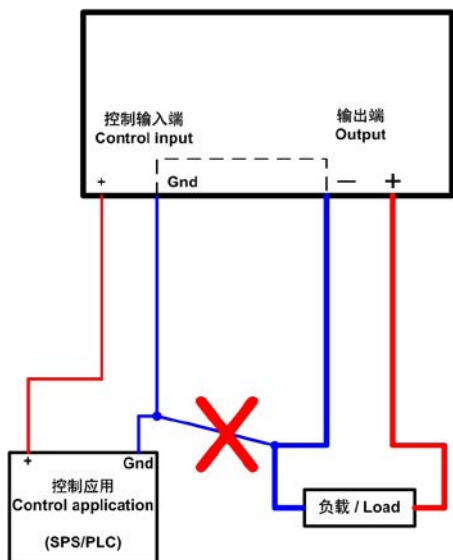 控制输入端
Control input
输出端
Output
+
Gnd
—
+
+
Gnd
控制应用
Control application
(SPS/PLC)
负载 / Load